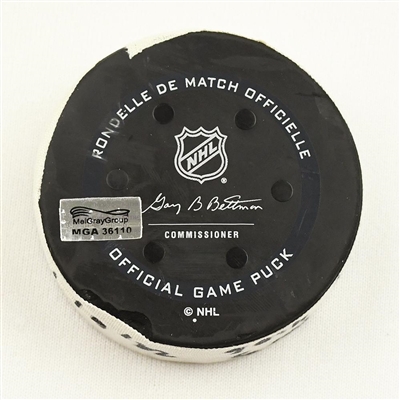 RONDELLE DE MATCH OFFICIELLE
NHL
Gary B Bettman
COMMISSIONER
MeiGrayGroup
MGA 36110
OFFICIAL GAME PUCK
© NHL